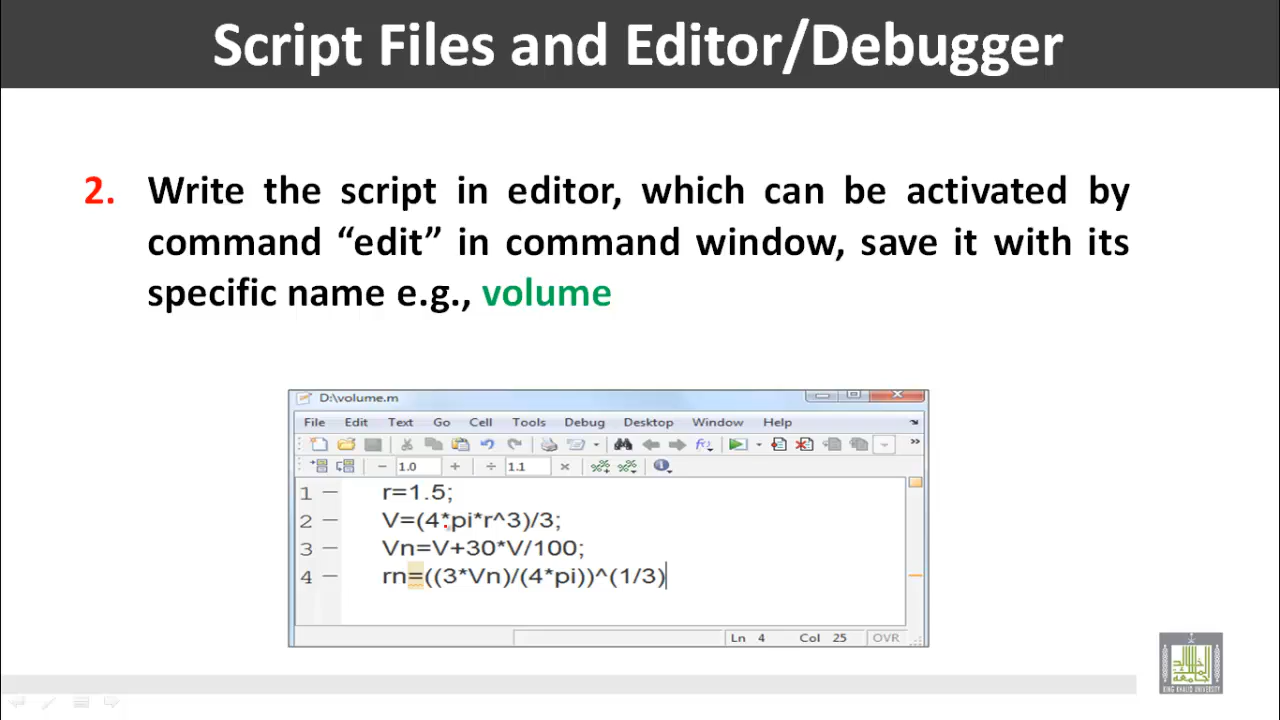 Script Files and Editor/Debugger
2. Write the script in editor, which can be activated by
command “edit” in command window, save it with its
specific name e.g., volume
D:\volume.m
File Edit Text Go Cell Tools Debug Desktop Window Help
1.0 1.1
1 r=1.5;
2 V=(4*pi*r^3)/3;
3 Vn=V+30*V/100;
4 rn=((3*Vn)/(4*pi))^(1/3)
Ln 4 Col 25 OVR
KING KHALID UNIVERSITY